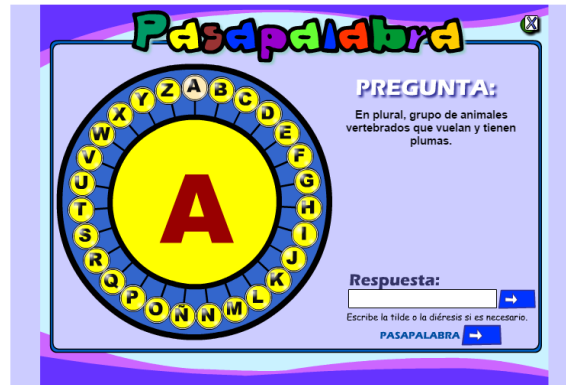 Pasapalabra
X
A
B
C
D
E
F
G
H
I
J
K
L
M
N
Ñ
O
P
Q
R
S
T
U
V
W
X
Y
Z
A
PREGUNTA:
En plural, grupo de animales
vertebrados que vuelan y tienen
plumas.
Respuesta:
Escribe la tilde o la diéresis si es necesario.
PASAPALABRA